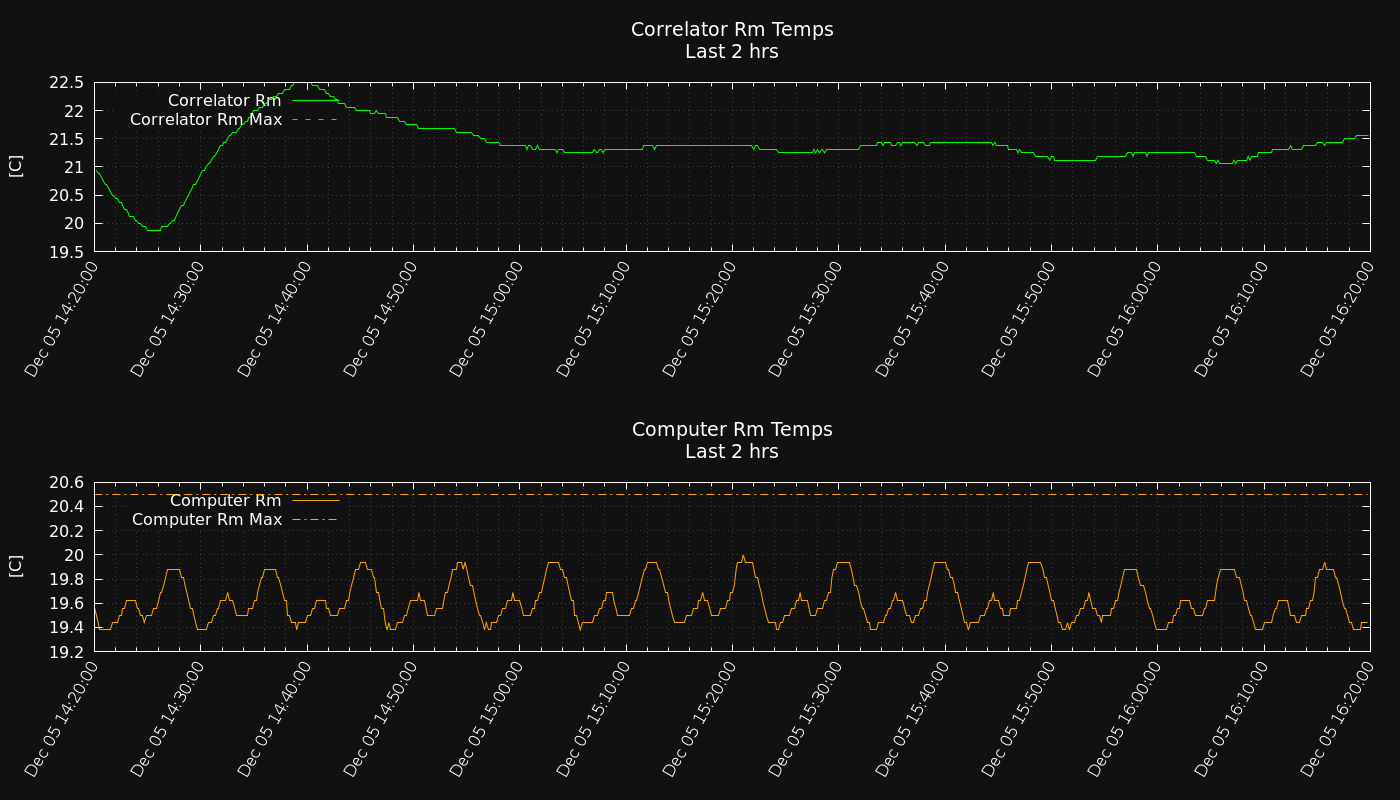 Correlator Rm Temps
Last 2 hrs
22.5
22
21.5
21
20.5
20
19.5
[C]
Correlator Rm
Correlator Rm Max
Dec 05 14:20:00
Dec 05 14:30:00
Dec 05 14:40:00
Dec 05 14:50:00
Dec 05 15:00:00
Dec 05 15:10:00
Dec 05 15:20:00
Dec 05 15:30:00
Dec 05 15:40:00
Dec 05 15:50:00
Dec 05 16:00:00
Dec 05 16:10:00
Dec 05 16:20:00
Computer Rm Temps
Last 2 hrs
20.6
20.4
20.2
20
19.8
19.6
19.4
19.2
[C]
Computer Rm
Computer Rm Max
Dec 05 14:20:00
Dec 05 14:30:00
Dec 05 14:40:00
Dec 05 14:50:00
Dec 05 15:00:00
Dec 05 15:10:00
Dec 05 15:20:00
Dec 05 15:30:00
Dec 05 15:40:00
Dec 05 15:50:00
Dec 05 16:00:00
Dec 05 16:10:00
Dec 05 16:20:00